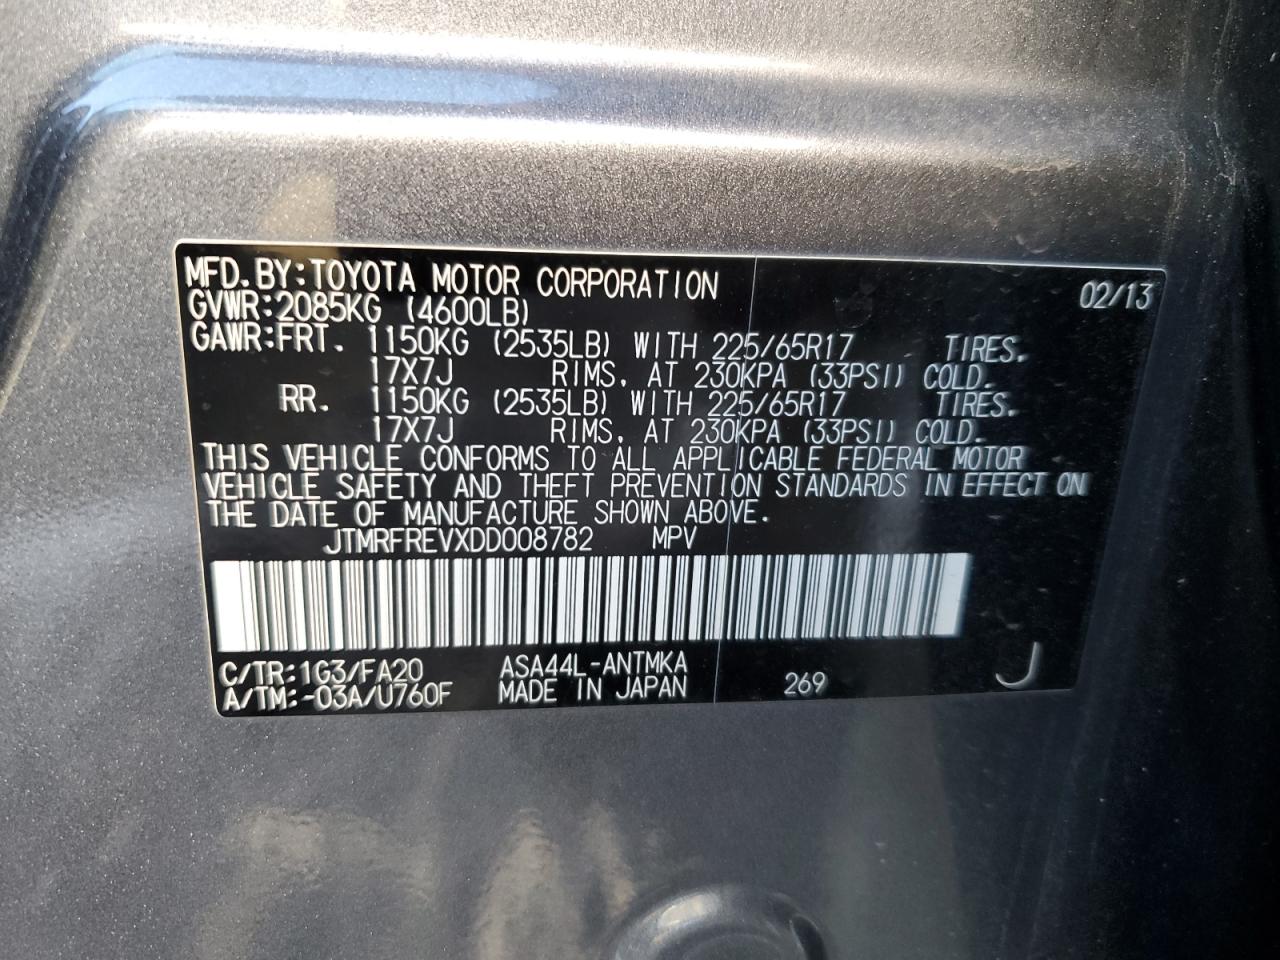 MFD.BY:TOYOTA MOTOR CORPORATION 02/13
GVWR:2085KG (4600LB)
GAWR:FRT. 1150KG (2535LB) WITH 225/65R17 TIRES.
17X7J RIMS, AT 230KPA (33PSI) COLD.
RR. 1150KG (2535LB) WITH 225/65R17 TIRES.
17X7J RIMS, AT 230KPA (33PSI) COLD.
THIS VEHICLE CONFORMS TO ALL APPLICABLE FEDERAL MOTOR
VEHICLE SAFETY AND THEFT PREVENTION STANDARDS IN EFFECT ON
THE DATE OF MANUFACTURE SHOWN ABOVE.
JTMRFREVXDD008782 MPV
C/TR:1G3/FA20 ASA44L-ANTMKA J
A/TM:-03A/U760F MADE IN JAPAN 269